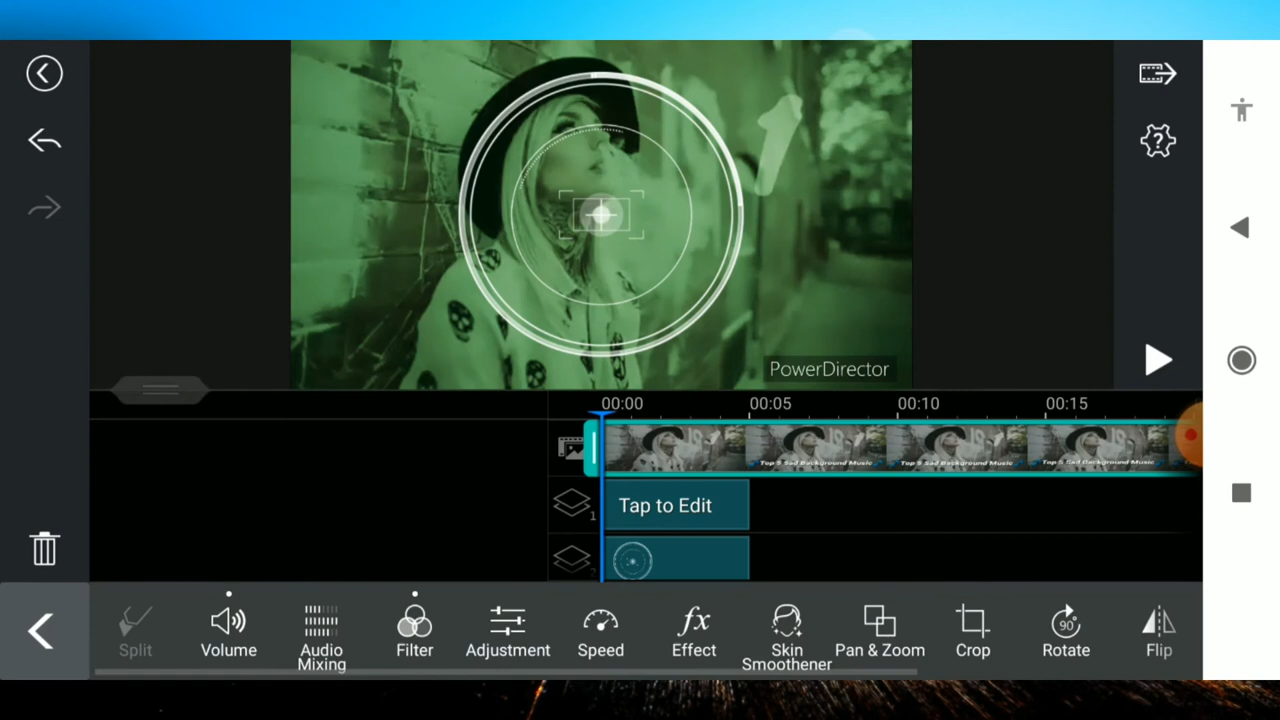 PowerDirector
00:00
00:05
00:10
00:15
Top 5 Sad Background Music
Top 5 Sad Background Music
Top 5 Sad Background Music
1
Tap to Edit
2
Split
Volume
Audio
Mixing
Filter
Adjustment
Speed
fx
Effect
Skin
Smoothener
Pan & Zoom
Crop
90°
Rotate
Flip